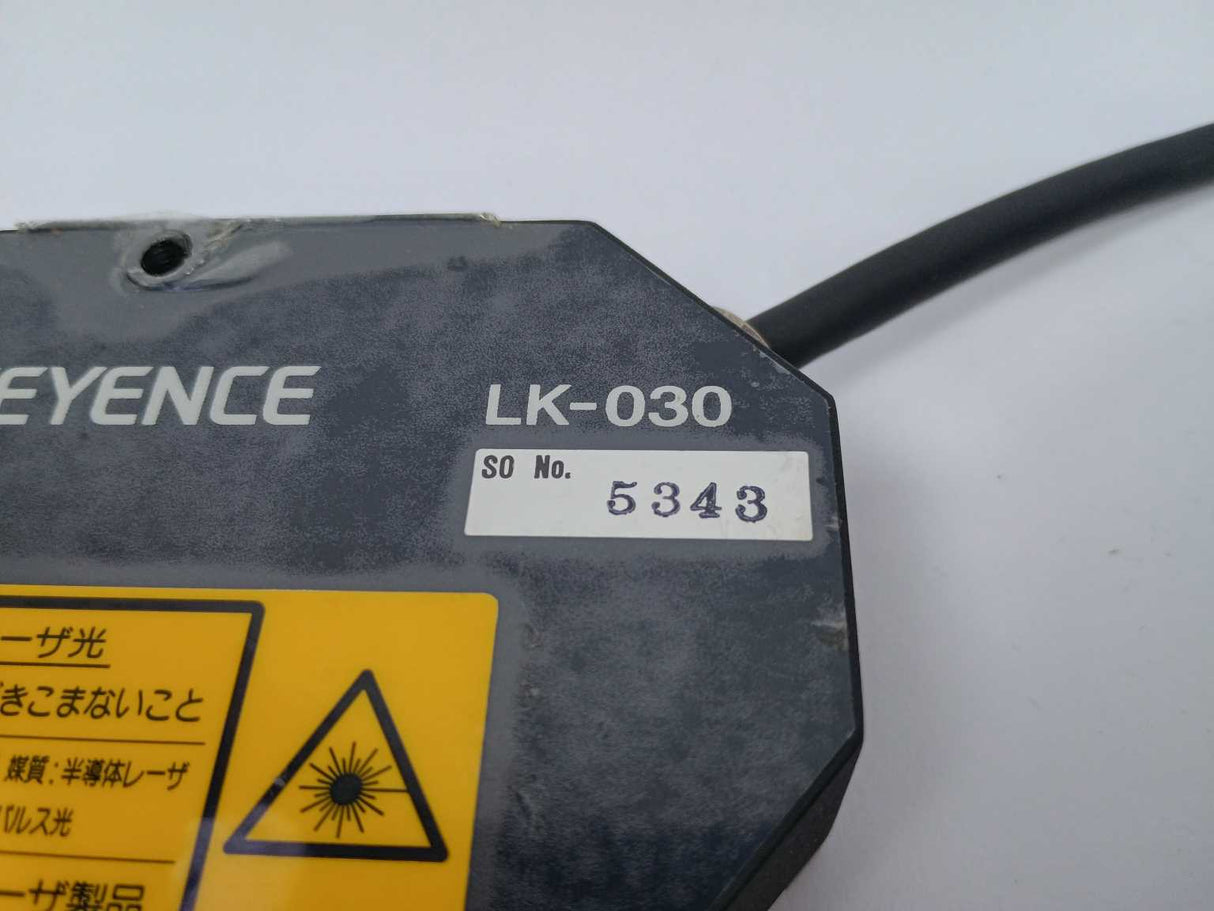 KEYENCE
LK-030
SO No.
5343
ーザ光
きこまないこと
媒質:半導体レーザ
パルス光
ーザ製品